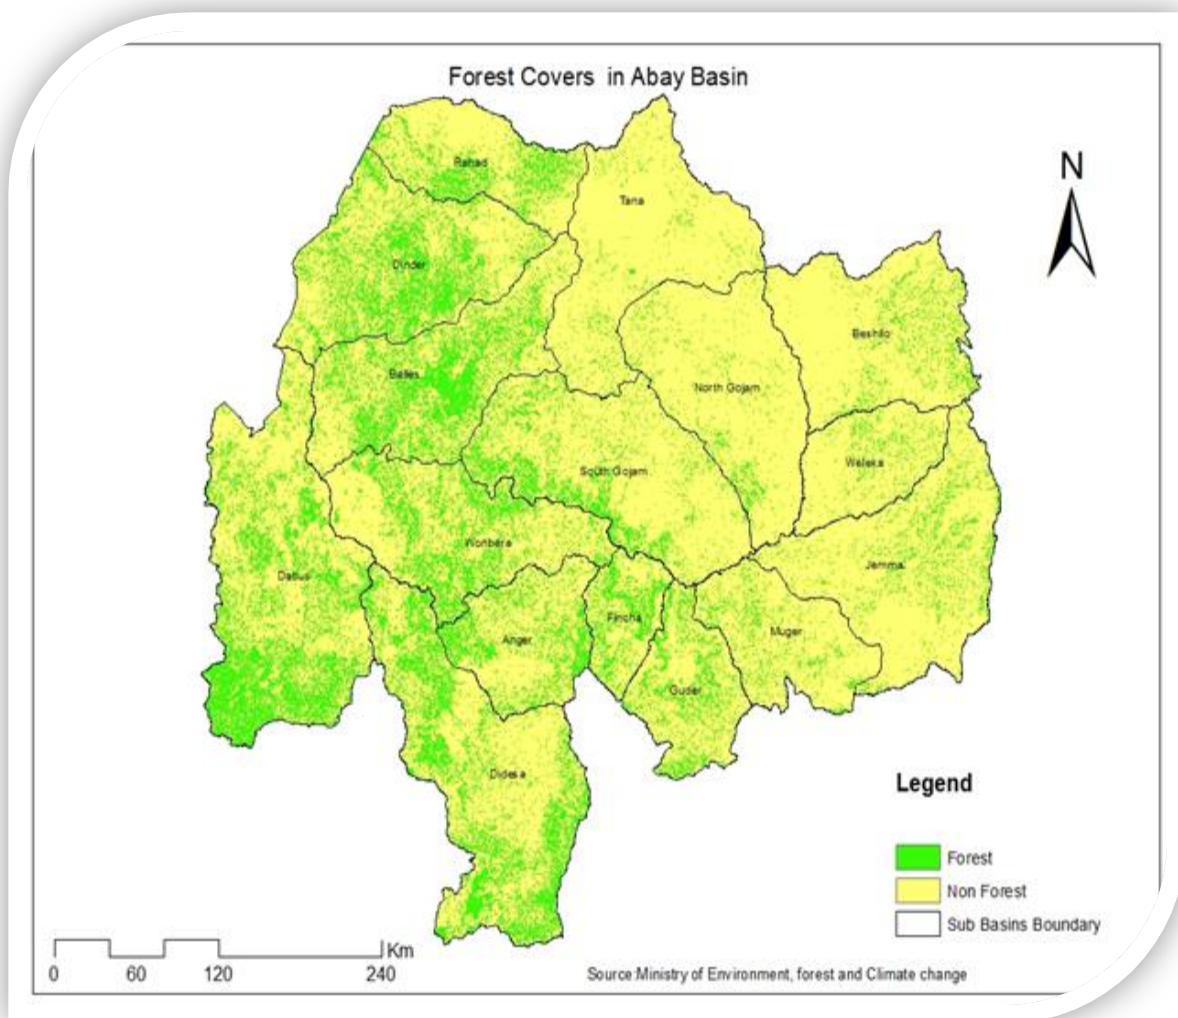 Forest Covers in Abay Basin
N
Rahad
Tana
Dinder
Beshilo
Belles
North Gojam
Weleka
South Gojam
Wonbera
Jemma
Dabus
Fincha
Muger
Anger
Guder
Didesa
Legend
Forest
Non Forest
Sub Basins Boundary
Km
0 60 120 240
Source:Ministry of Environment, forest and Climate change